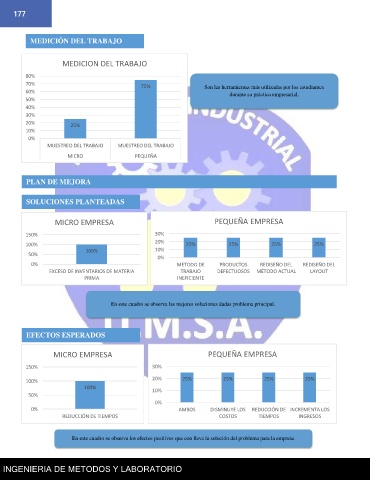 177
MEDICIÓN DEL TRABAJO
MEDICION DEL TRABAJO
80%
70%
60%
50%
40%
30%
20%
10%
0%
25%
75%
MUESTREO DEL TRABAJO
MUESTREO DEL TRABAJO
MICRO
PEQUEÑA
Son las herramientas más utilizadas por los estudiantes
durante su práctica empresarial.
INDUSTRIAL
PLAN DE MEJORA
SOLUCIONES PLANTEADAS
MICRO EMPRESA
150%
100%
50%
0%
100%
EXCESO DE INVENTARIOS DE MATERIA
PRIMA
PEQUEÑA EMPRESA
30%
20%
10%
0%
25%
25%
25%
25%
METODO DE
TRABAJO
INEFICIENTE
PRODUCTOS
DEFECTUOSOS
REDISEÑO DEL
METODO ACTUAL
REDISEÑO DEL
LAYOUT
En este cuadro se observa las mejores soluciones dadas problema principal.
U.M.S.A.
EFECTOS ESPERADOS
MICRO EMPRESA
150%
100%
50%
0%
100%
REDUCCIÓN DE TIEMPOS
PEQUEÑA EMPRESA
30%
20%
10%
0%
25%
25%
25%
25%
AMBOS
DISMINUYE LOS
COSTOS
REDUCCIÓN DE
TIEMPOS
INCREMENTA LOS
INGRESOS
En este cuadro se observa los efectos positivos que con lleva la solución del problema para la empresa
INGENIERIA DE METODOS Y LABORATORIO